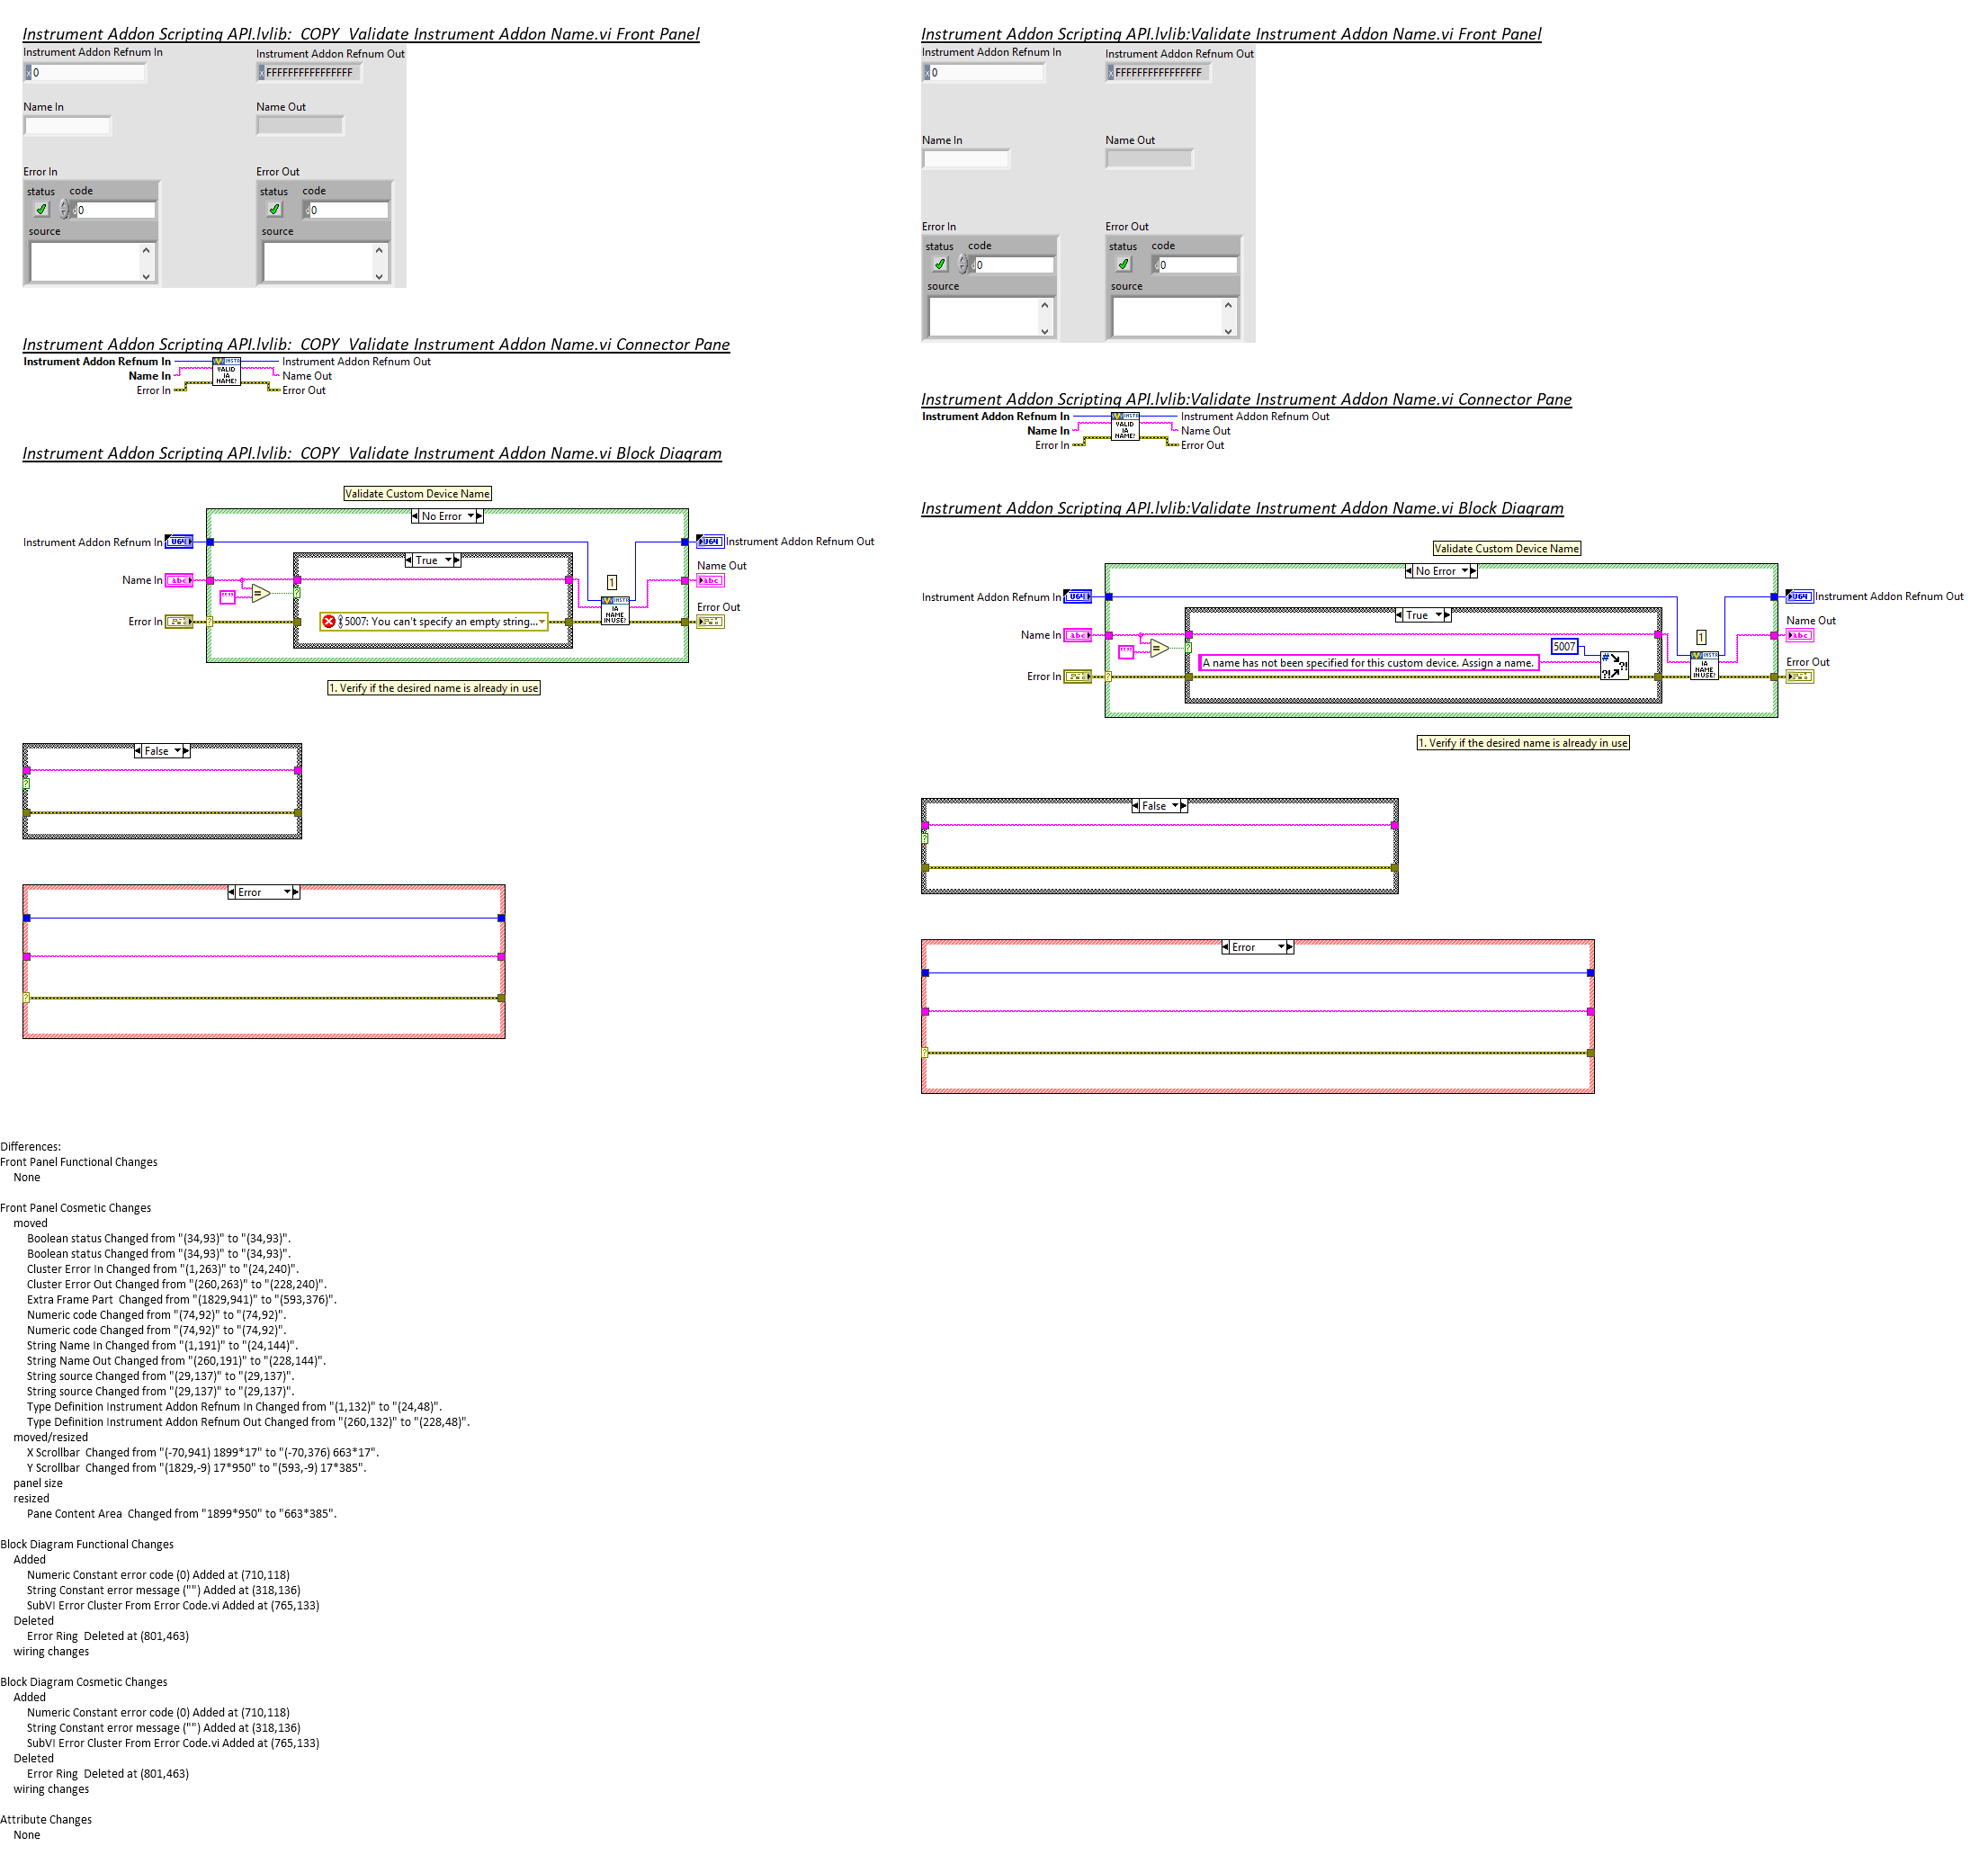 Instrument Addon Scripting API.lvlib:_COPY_Validate Instrument Addon Name.vi Front Panel
Instrument Addon Refnum In
Instrument Addon Refnum Out
x 0
x FFFFFFFFFFFFFFFF
Name In
Name Out
Error In
Error Out
status code
status code
0
0
source
source
Instrument Addon Scripting API.lvlib:_COPY_Validate Instrument Addon Name.vi Connector Pane
Instrument Addon Refnum In
Instrument Addon Refnum Out
Name In
Name Out
Error In
Error Out
INSTR
VALID
IA
NAME?
Instrument Addon Scripting API.lvlib:_COPY_Validate Instrument Addon Name.vi Block Diagram
Validate Custom Device Name
No Error
Instrument Addon Refnum In
U64
U64
Instrument Addon Refnum Out
True
Name Out
Name In
abc
1
abc
""
=
?
INSTR
IA
NAME
IN USE?
Error Out
Error In
?
5007: You can't specify an empty string...
1. Verify if the desired name is already in use
False
?
Error
?
Instrument Addon Scripting API.lvlib:Validate Instrument Addon Name.vi Front Panel
Instrument Addon Refnum In
Instrument Addon Refnum Out
x 0
x FFFFFFFFFFFFFFFF
Name In
Name Out
Error In
Error Out
status code
status code
0
0
source
source
Instrument Addon Scripting API.lvlib:Validate Instrument Addon Name.vi Connector Pane
Instrument Addon Refnum In
Instrument Addon Refnum Out
Name In
Name Out
Error In
Error Out
INSTR
VALID
IA
NAME?
Instrument Addon Scripting API.lvlib:Validate Instrument Addon Name.vi Block Diagram
Validate Custom Device Name
No Error
Instrument Addon Refnum In
U64
U64
Instrument Addon Refnum Out
True
Name Out
Name In
abc
1
abc
""
=
?
5007
#
?!
?!
INSTR
IA
NAME
IN USE?
A name has not been specified for this custom device. Assign a name.
Error Out
Error In
?
1. Verify if the desired name is already in use
False
?
Error
?
Differences:
Front Panel Functional Changes
None
Front Panel Cosmetic Changes
moved
Boolean status Changed from "(34,93)" to "(34,93)".
Boolean status Changed from "(34,93)" to "(34,93)".
Cluster Error In Changed from "(1,263)" to "(24,240)".
Cluster Error Out Changed from "(260,263)" to "(228,240)".
Extra Frame Part  Changed from "(1829,941)" to "(593,376)".
Numeric code Changed from "(74,92)" to "(74,92)".
Numeric code Changed from "(74,92)" to "(74,92)".
String Name In Changed from "(1,191)" to "(24,144)".
String Name Out Changed from "(260,191)" to "(228,144)".
String source Changed from "(29,137)" to "(29,137)".
String source Changed from "(29,137)" to "(29,137)".
Type Definition Instrument Addon Refnum In Changed from "(1,132)" to "(24,48)".
Type Definition Instrument Addon Refnum Out Changed from "(260,132)" to "(228,48)".
moved/resized
X Scrollbar  Changed from "(-70,941) 1899*17" to "(-70,376) 663*17".
Y Scrollbar  Changed from "(1829,-9) 17*950" to "(593,-9) 17*385".
panel size
resized
Pane Content Area  Changed from "1899*950" to "663*385".
Block Diagram Functional Changes
Added
Numeric Constant error code (0) Added at (710,118)
String Constant error message ("") Added at (318,136)
SubVI Error Cluster From Error Code.vi Added at (765,133)
Deleted
Error Ring  Deleted at (801,463)
wiring changes
Block Diagram Cosmetic Changes
Added
Numeric Constant error code (0) Added at (710,118)
String Constant error message ("") Added at (318,136)
SubVI Error Cluster From Error Code.vi Added at (765,133)
Deleted
Error Ring  Deleted at (801,463)
wiring changes
Attribute Changes
None